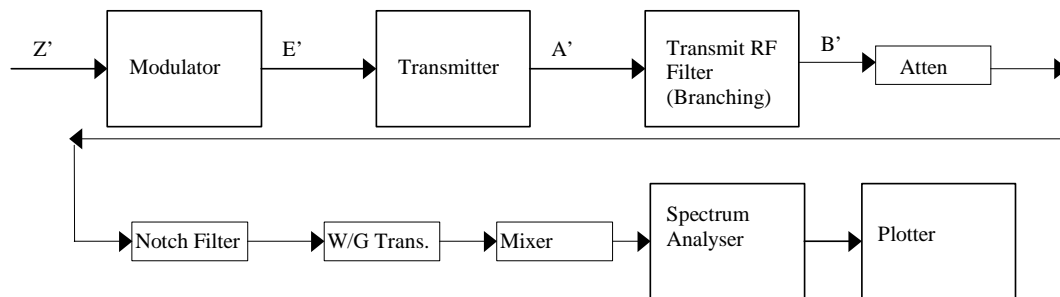 Z’
Modulator
E’
Transmitter
A’
Transmit RF
Filter
(Branching)
B’
Atten
Notch Filter
W/G Trans.
Mixer
Spectrum
Analyser
Plotter